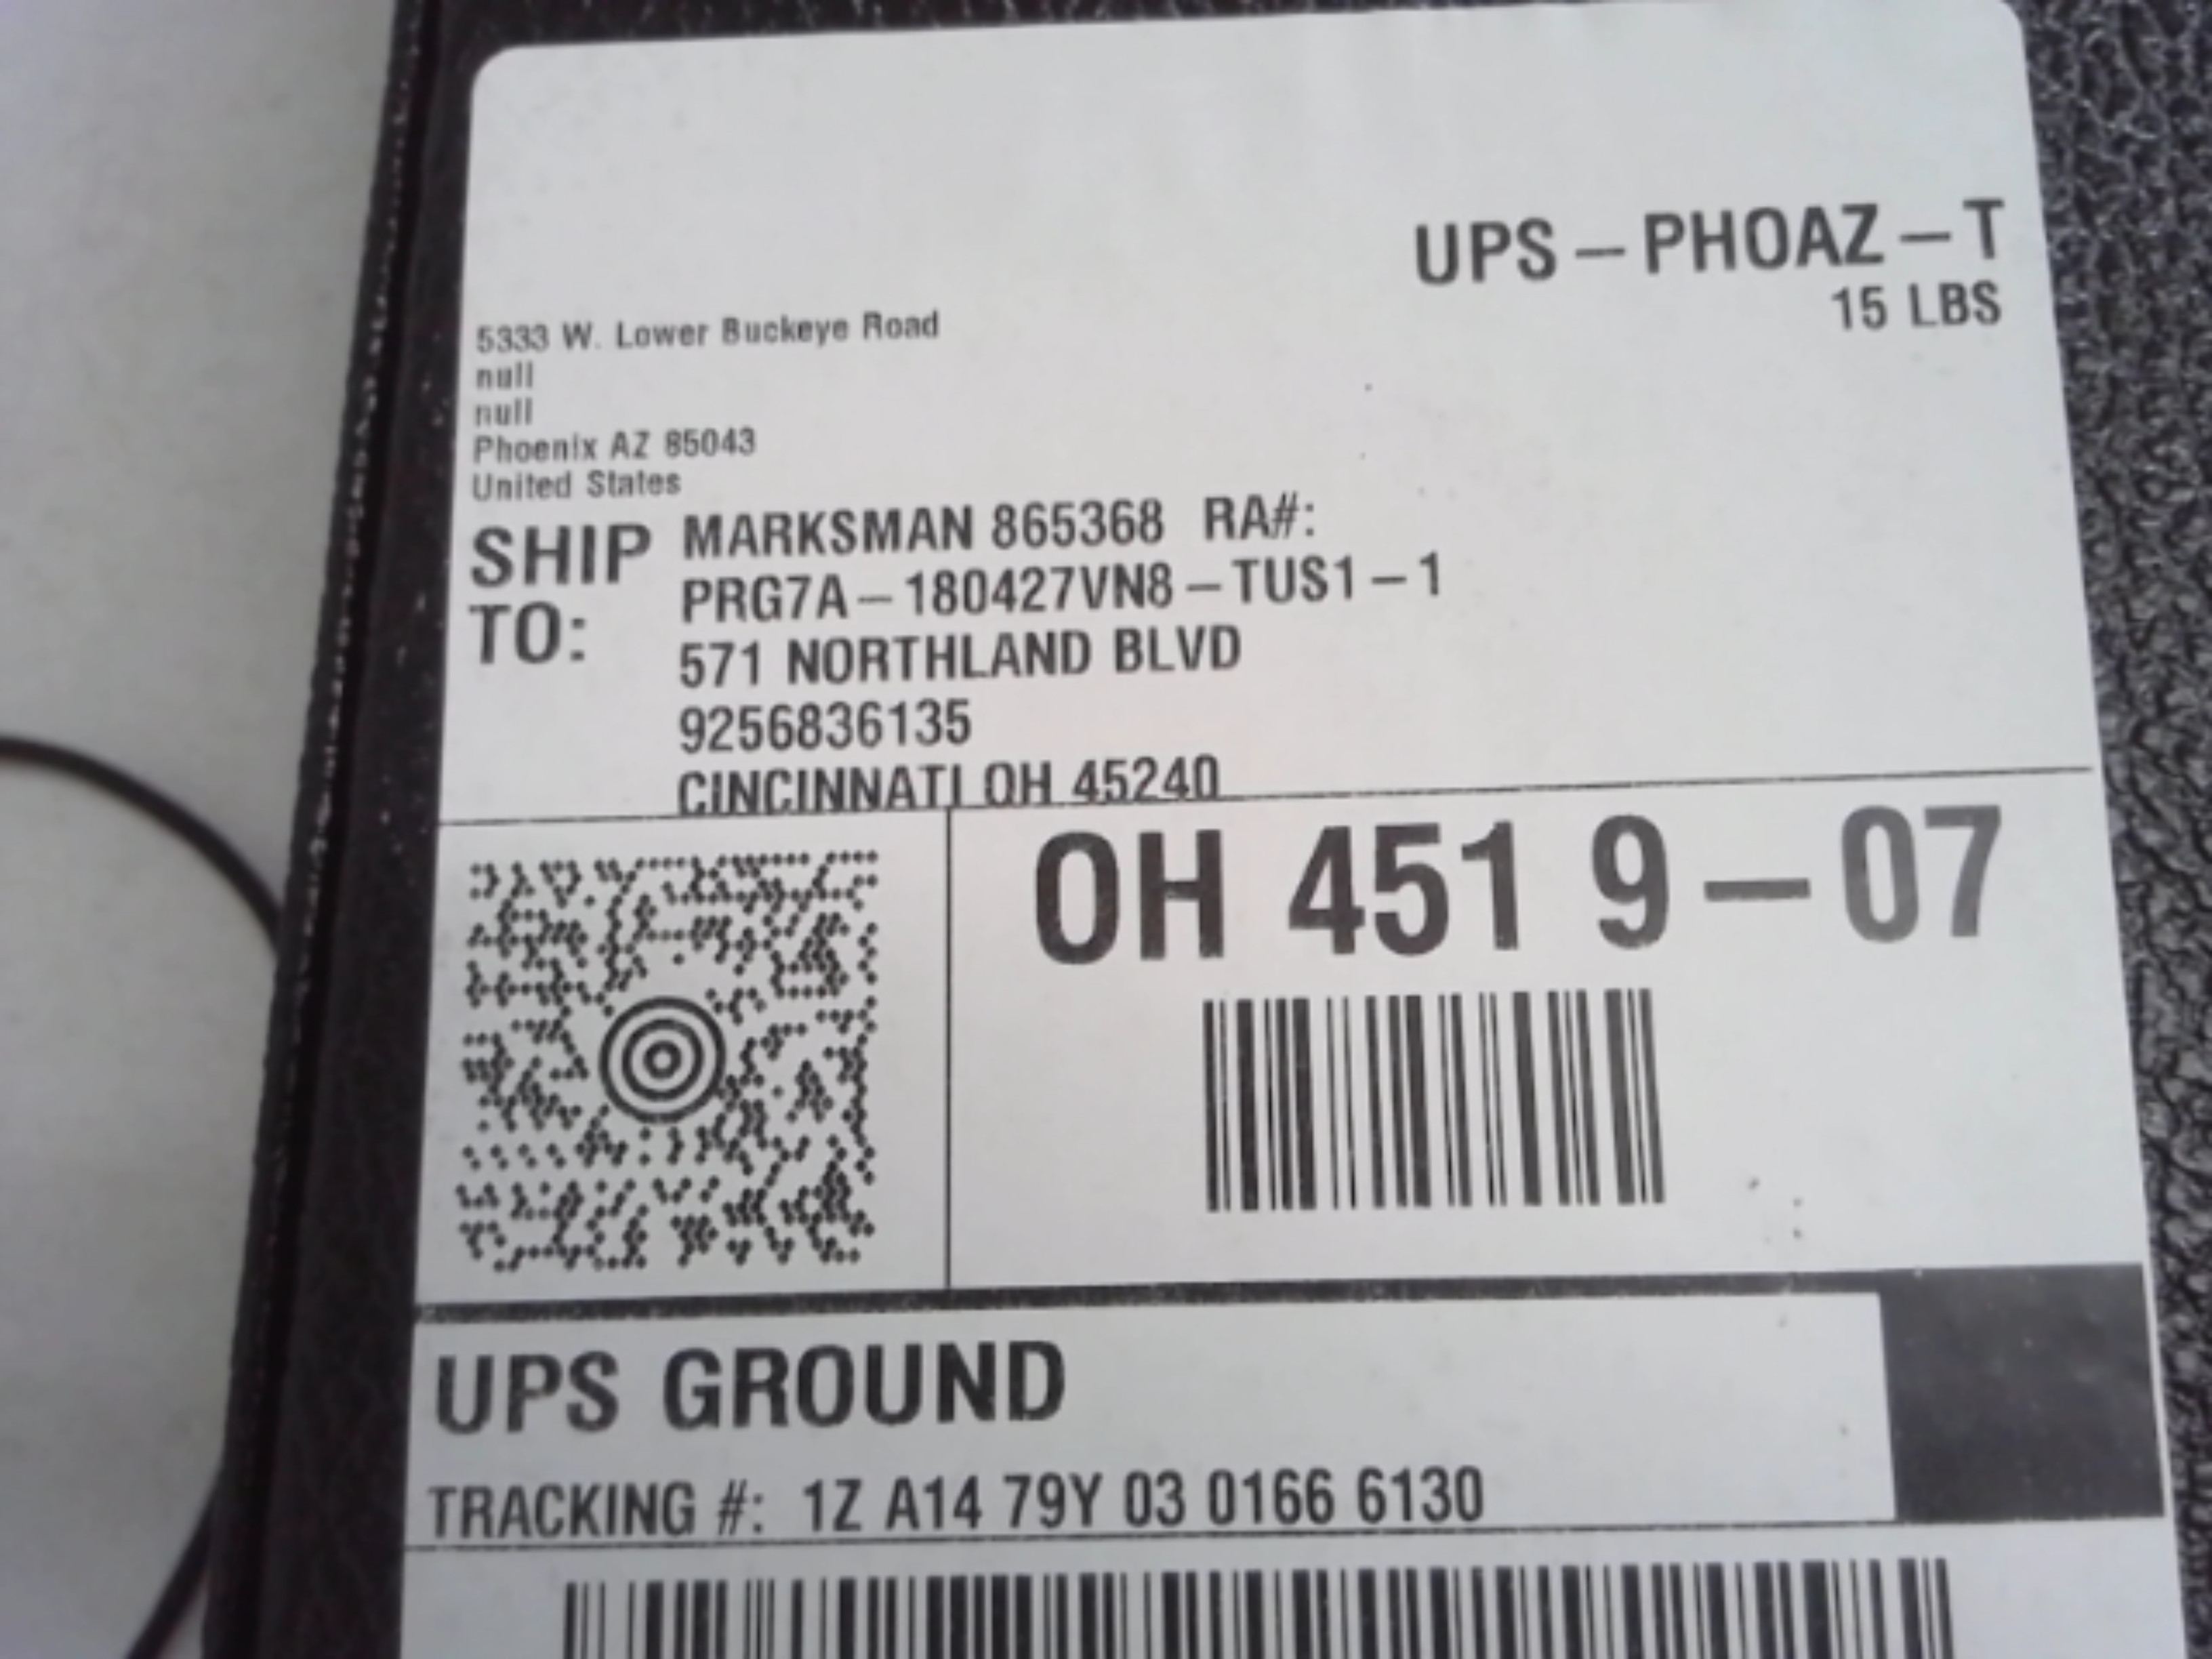 UPS - PHOAZ - T
15 LBS
5333 W. Lower Buckeye Road
null
null
Phoenix AZ 85043
United States
SHIP TO:
MARKSMAN 865368 RA#:
PRG7A-180427VN8-TUS1-1
571 NORTHLAND BLVD
9256836135
CINCINNATI OH 45240
OH 451 9-07
UPS GROUND
TRACKING #: 1Z A14 79Y 03 0166 6130